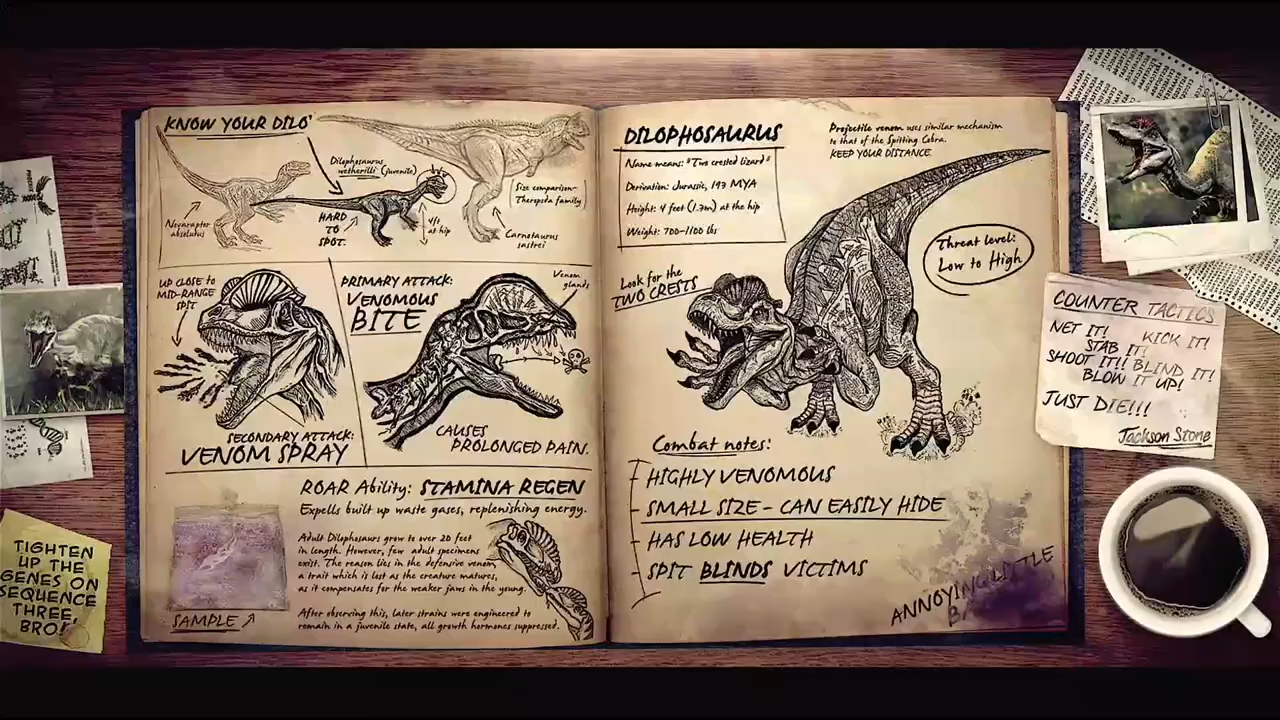 KNOW YOUR DILO'
Dilophosaurus
wetherilli (juvenile)
Novaraptor
absolutus
HARD
TO
SPOT.
4ft
at hip
Size comparison-
Theropoda family
Carnotaurus
sastrei
UP CLOSE TO
MID-RANGE
SPIT
SECONDARY ATTACK:
VENOM SPRAY
PRIMARY ATTACK:
VENOMOUS
BITE
Venom
glands
CAUSES
PROLONGED PAIN.
ROAR Ability: STAMINA REGEN
Expells built up waste gases, replenishing energy.
Adult Dilophosaurs grow to over 20 feet
in length. However, few adult specimens
exist. The reason lies in the defensive venom,
a trait which is lost as the creature matures,
as it compensates for the weaker jaws in the young.
After observing this, later strains were engineered to
remain in a juvenile state, all growth hormones suppressed.
SAMPLE
DILOPHOSAURUS
Name means: "Two crested lizard"
Derivation: Jurassic, 193 MYA
Height: 4 feet (1.2m) at the hip
Weight: 700-1100 lbs
Projectile venom uses similar mechanism
to that of the Spitting Cobra.
KEEP YOUR DISTANCE.
Threat level:
Low to High
Look for the
TWO CRESTS
Combat notes:
- HIGHLY VENOMOUS
- SMALL SIZE - CAN EASILY HIDE
- HAS LOW HEALTH
- SPIT BLINDS VICTIMS
ANNOYING LITTLE
COUNTER TACTICS
NET IT! KICK IT!
STAB IT!
SHOOT IT!! BLIND IT!
BLOW IT UP!
JUST DIE!!!
Jackson Stone
TIGHTEN
UP THE
GENES ON
SEQUENCE
THREE,
BRO!